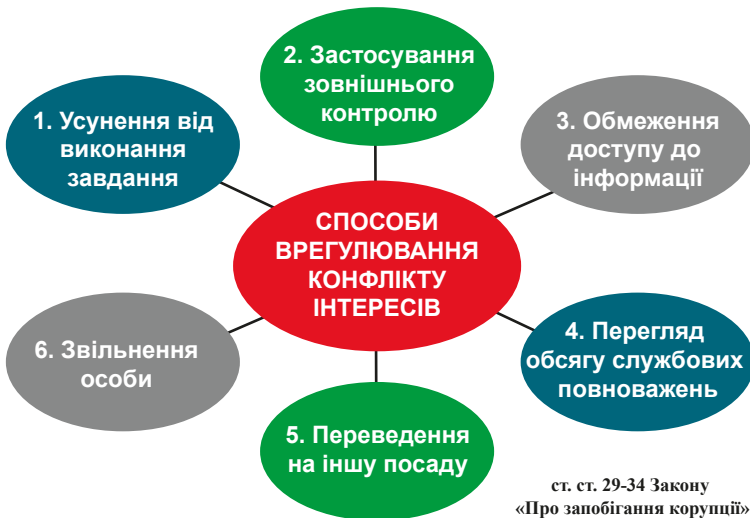 СПОСОБИ
ВРЕГУЛЮВАННЯ
КОНФЛІКТУ
ІНТЕРЕСІВ
1. Усунення від
виконання
завдання
2. Застосування
зовнішнього
контролю
3. Обмеження
доступу до
інформації
4. Перегляд
обсягу службових
повноважень
5. Переведення
на іншу посаду
6. Звільнення
особи
ст. ст. 29-34 Закону
«Про запобігання корупції»